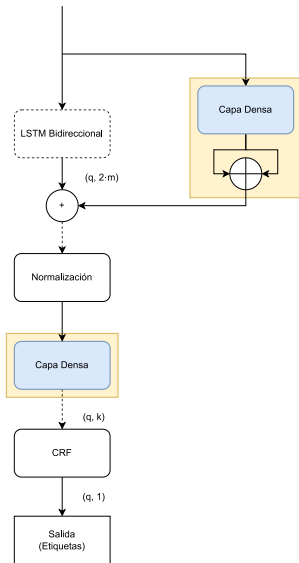 Capa Densa
LSTM Bidireccional
(q, 2·m)
+
Normalización
Capa Densa
(q, k)
CRF
(q, 1)
Salida
(Etiquetas)